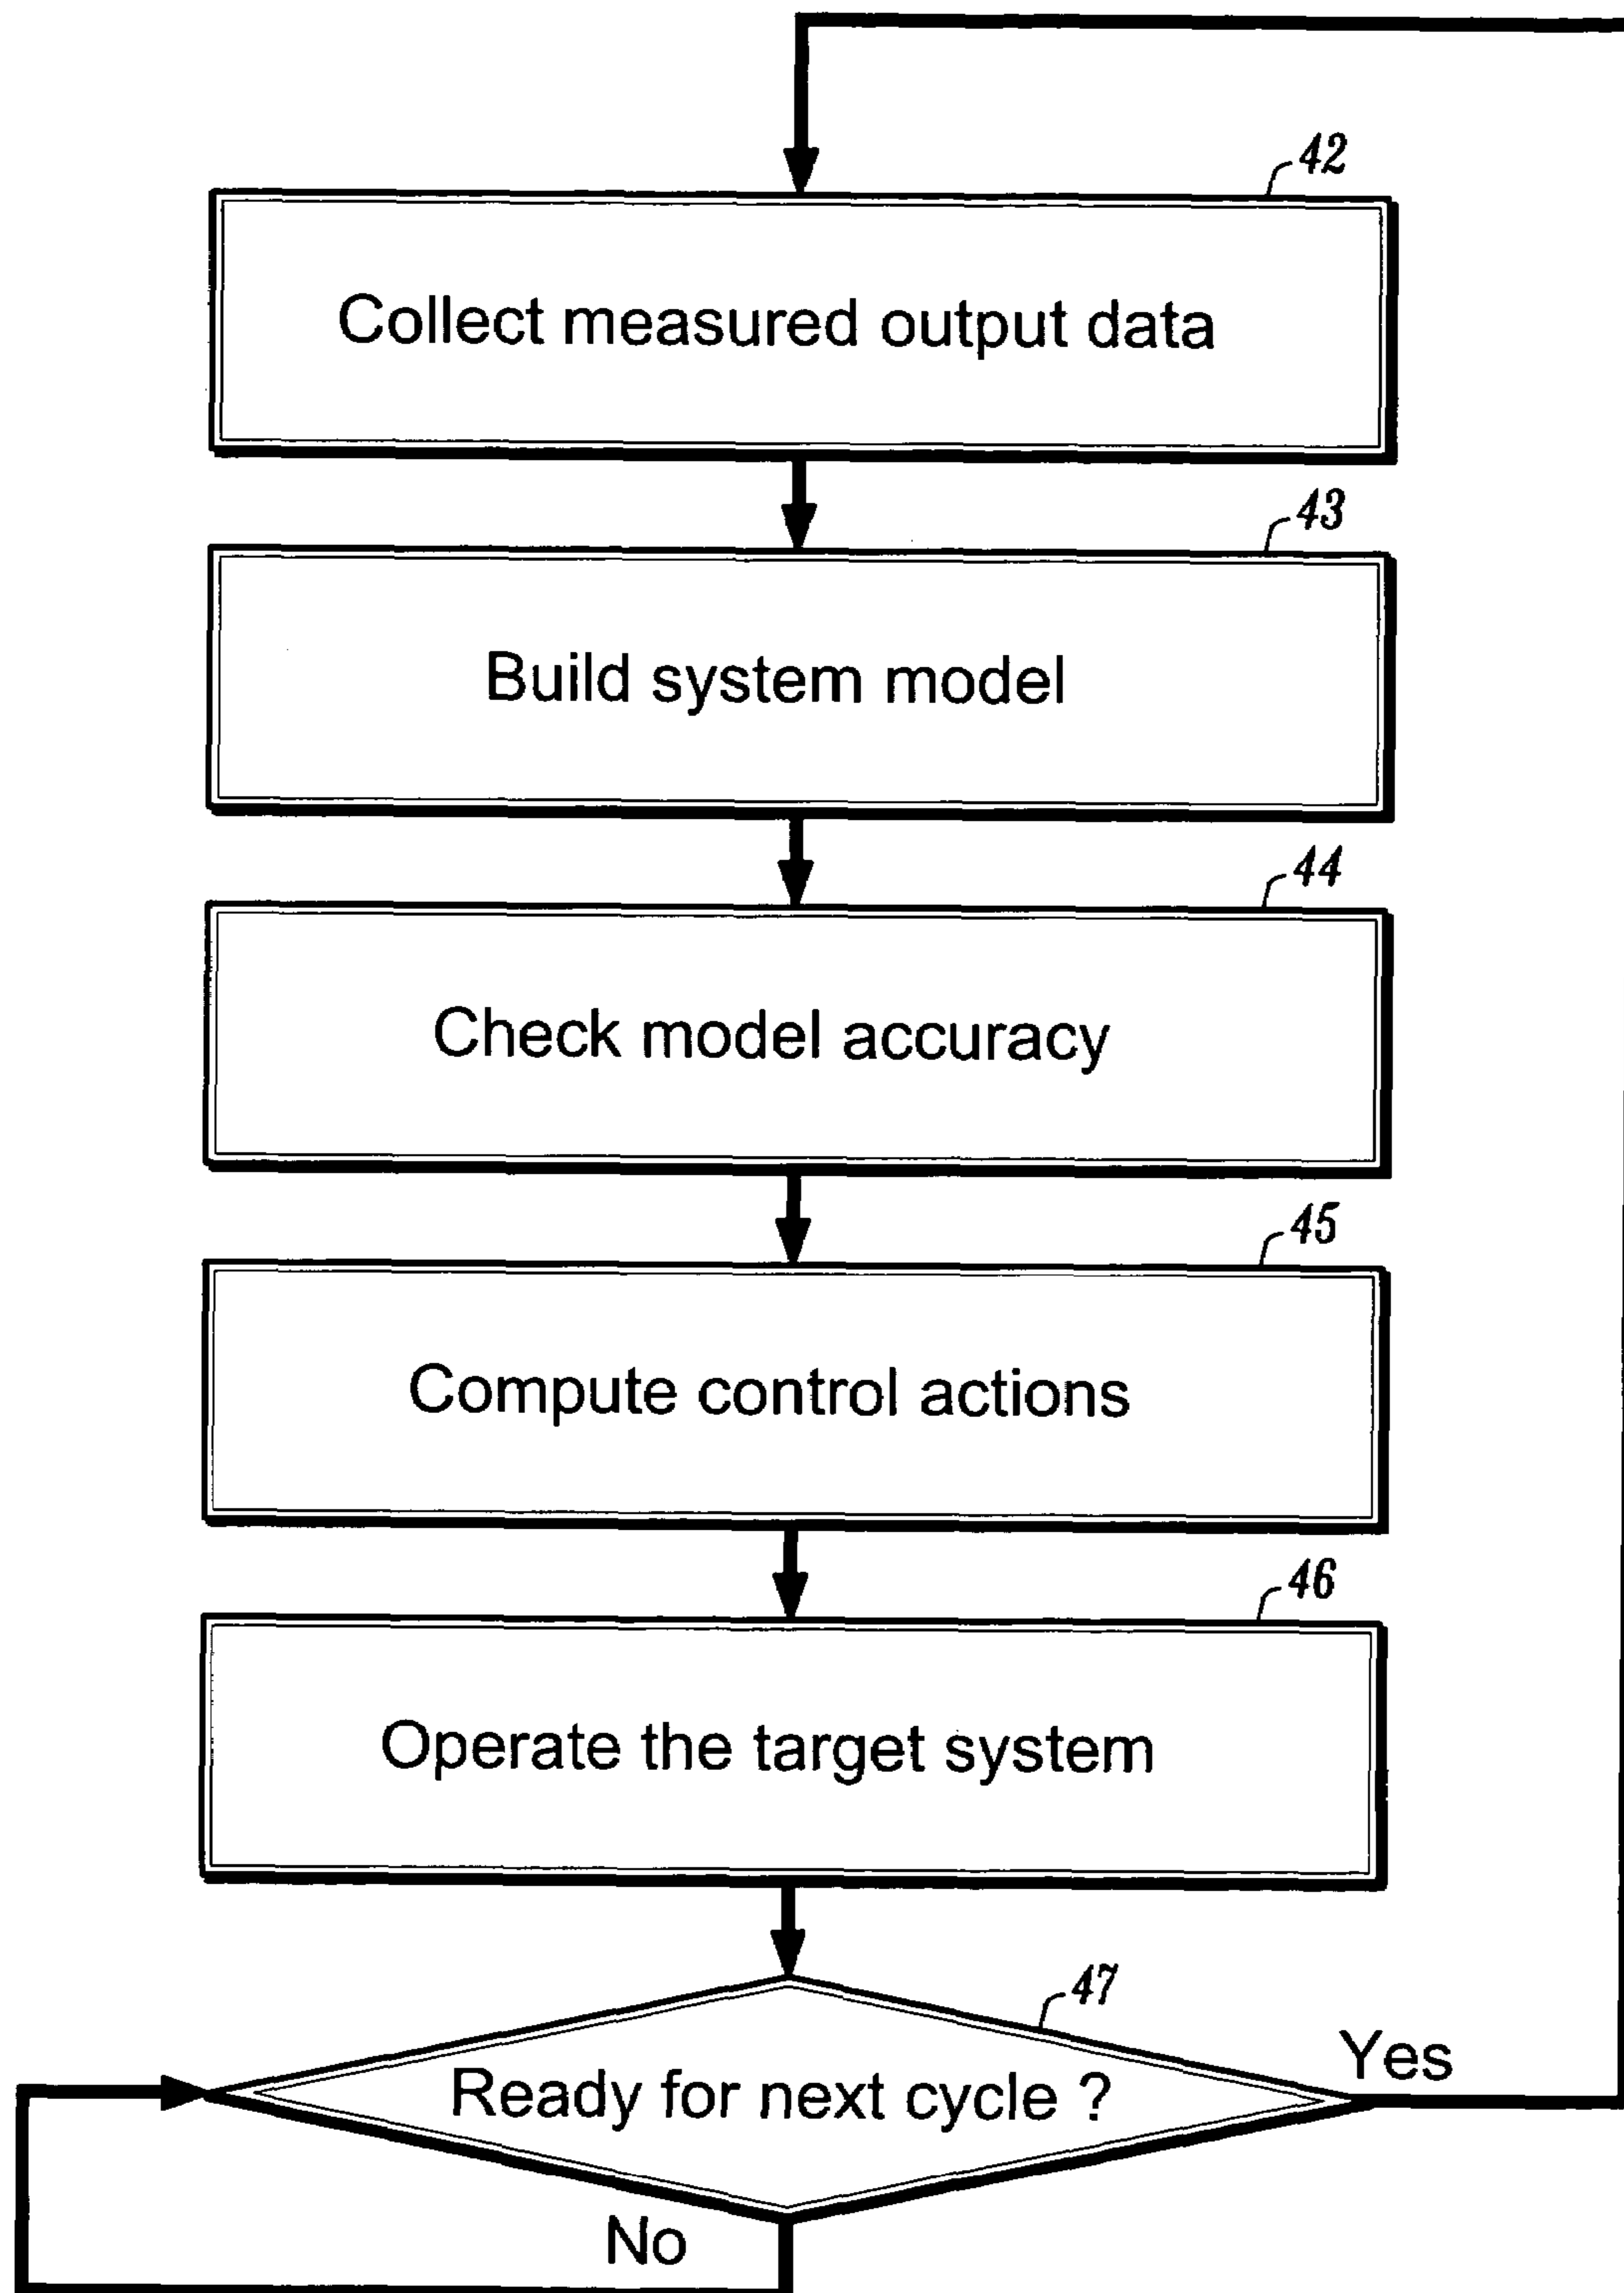 42
Collect measured output data
43
Build system model
44
Check model accuracy
45
Compute control actions
46
Operate the target system
47
Ready for next cycle ?
Yes
No